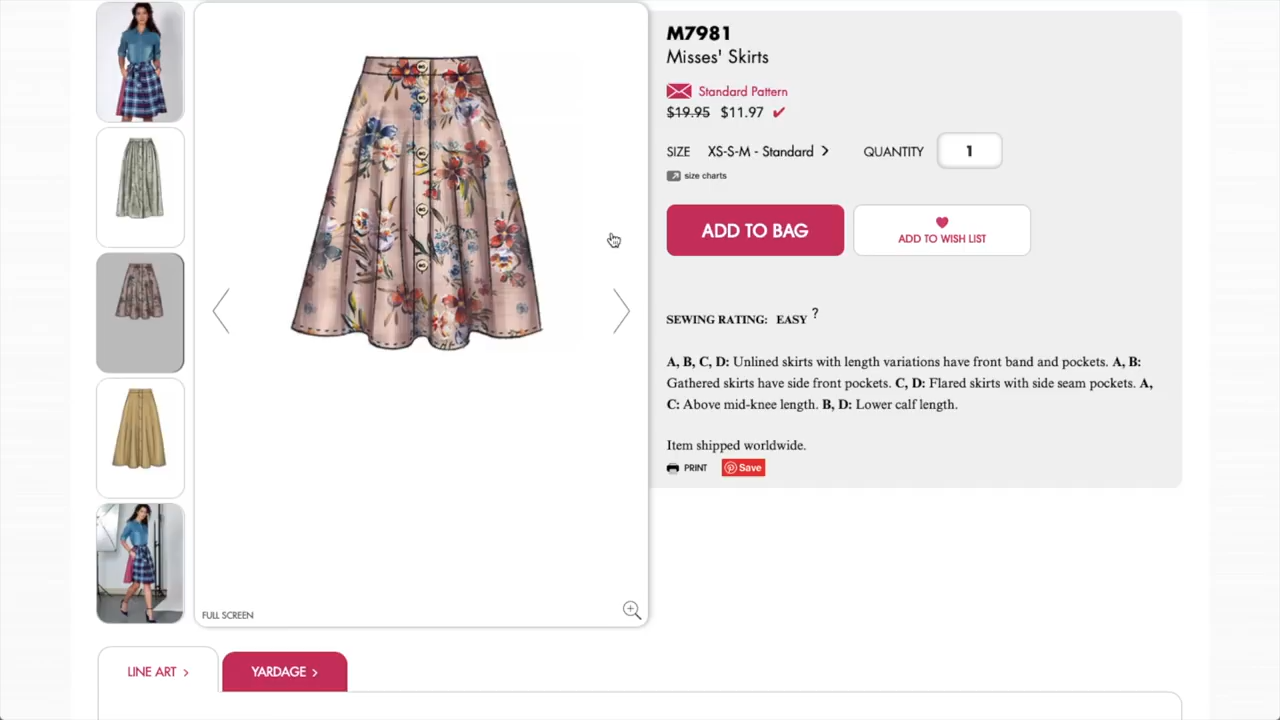 M7981
Misses' Skirts
Standard Pattern
$19.95 $11.97
SIZE XS-S-M - Standard QUANTITY 1
size charts
ADD TO BAG
ADD TO WISH LIST
SEWING RATING: EASY ?
A, B, C, D: Unlined skirts with length variations have front band and pockets. A, B:
Gathered skirts have side front pockets. C, D: Flared skirts with side seam pockets. A,
C: Above mid-knee length. B, D: Lower calf length.
Item shipped worldwide.
PRINT Save
FULL SCREEN
LINE ART > YARDAGE >